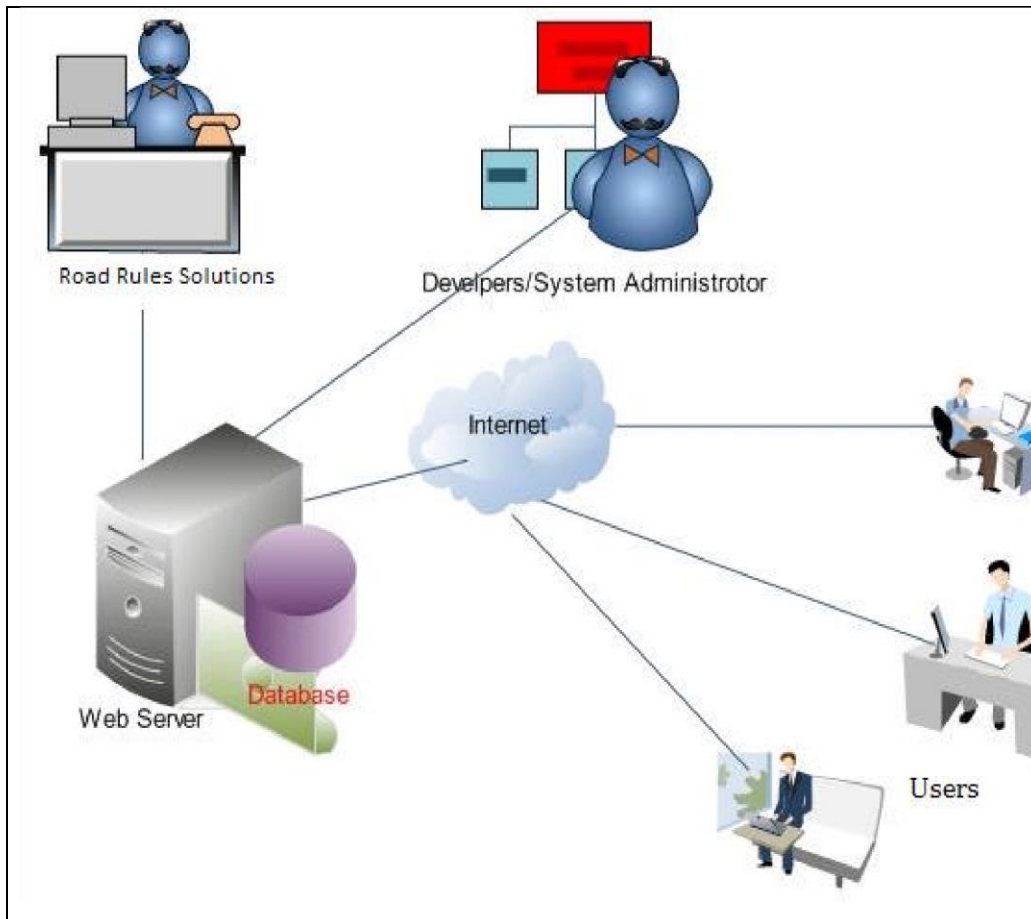 Road Rules Solutions
Develpers/System Administrotor
Internet
Database
Web Server
Users